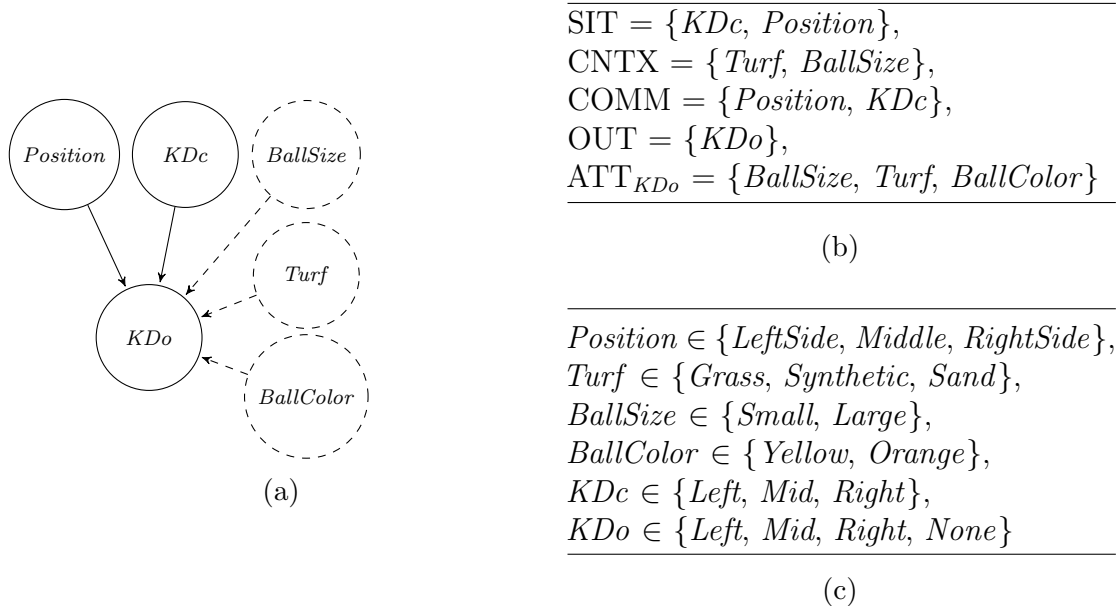 Position
KDc
BallSize
Turf
KDo
BallColor
(a)
SIT = {KDc, Position},
CNTX = {Turf, BallSize},
COMM = {Position, KDc},
OUT = {KDo},
ATT_KDo = {BallSize, Turf, BallColor}
(b)
Position ∈ {LeftSide, Middle, RightSide},
Turf ∈ {Grass, Synthetic, Sand},
BallSize ∈ {Small, Large},
BallColor ∈ {Yellow, Orange},
KDc ∈ {Left, Mid, Right},
KDo ∈ {Left, Mid, Right, None}
(c)